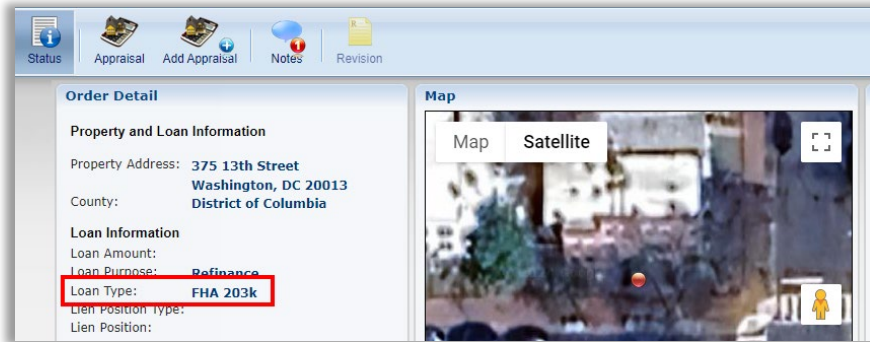 Status Appraisal Add Appraisal Notes Revision
Order Detail
Property and Loan Information
Property Address: 375 13th Street
Washington, DC 20013
County: District of Columbia
Loan Information
Loan Amount:
Loan Purpose: Refinance
Loan Type: FHA 203k
Lien Position Type:
Lien Position:
Map
Map Satellite